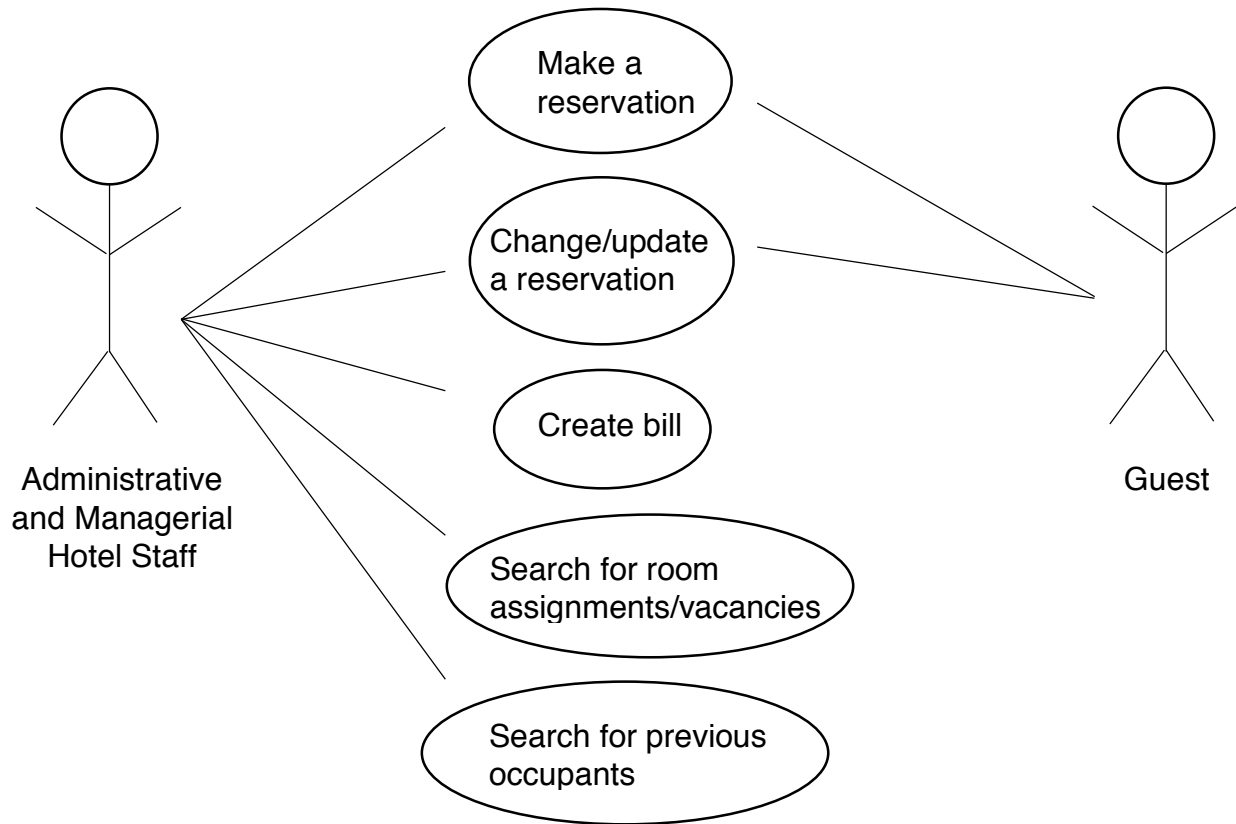 Make a
reservation
Change/update
a reservation
Create bill
Administrative
and Managerial
Hotel Staff
Guest
Search for room
assignments/vacancies
Search for previous
occupants